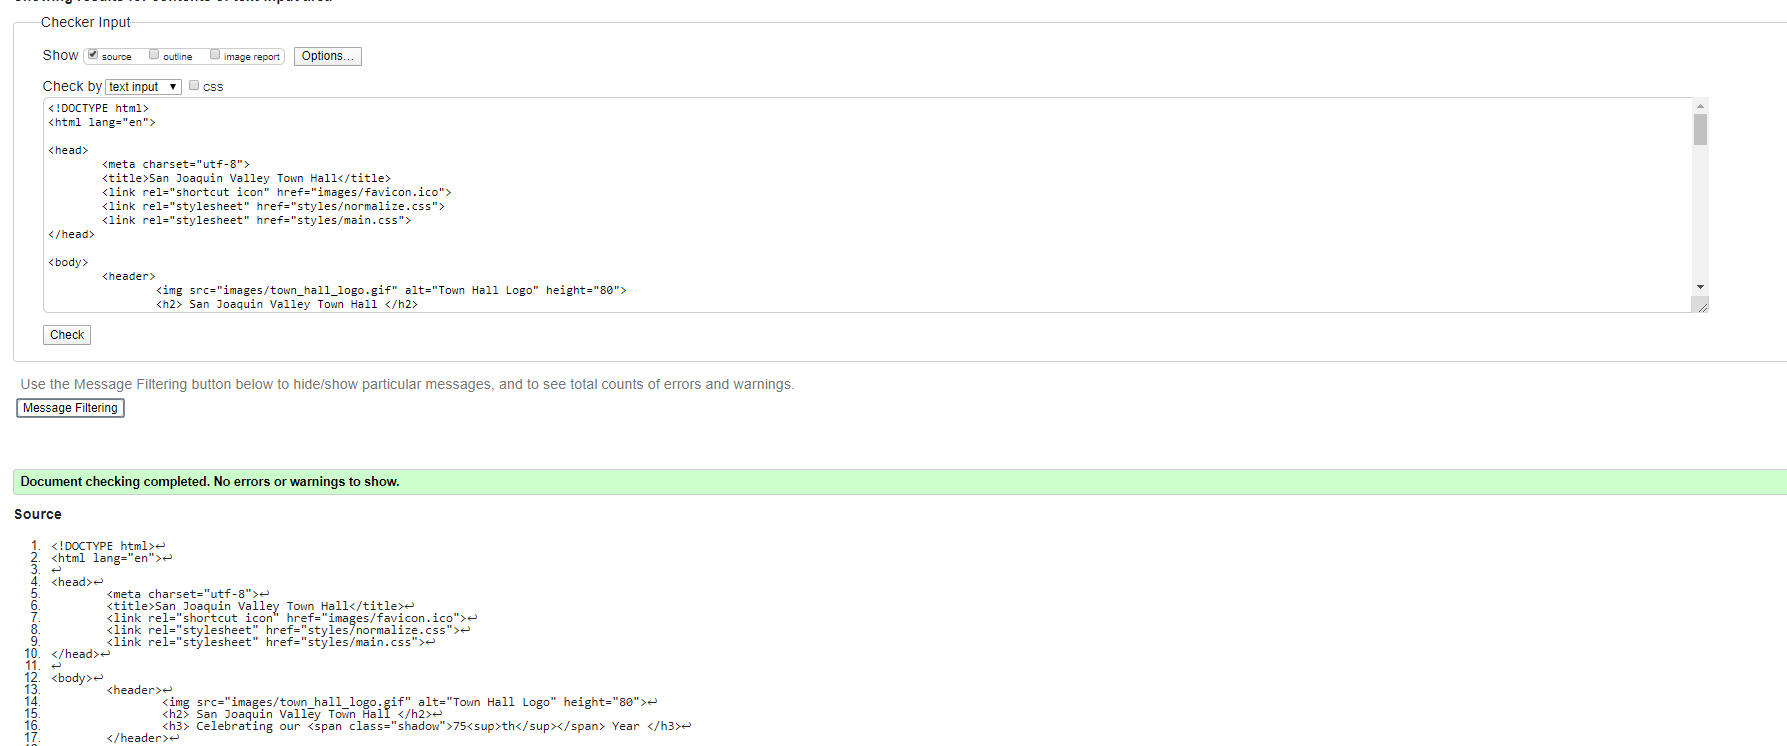 Showing results for contents of text-input area
Checker Input
Show source outline image report Options...
Check by text input css
<!DOCTYPE html>
<html lang="en">
<head>
<meta charset="utf-8">
<title>San Joaquin Valley Town Hall</title>
<link rel="shortcut icon" href="images/favicon.ico">
<link rel="stylesheet" href="styles/normalize.css">
<link rel="stylesheet" href="styles/main.css">
</head>
<body>
<header>
<img src="images/town_hall_logo.gif" alt="Town Hall Logo" height="80">
<h2> San Joaquin Valley Town Hall </h2>
Check
Use the Message Filtering button below to hide/show particular messages, and to see total counts of errors and warnings.
Message Filtering
Document checking completed. No errors or warnings to show.
Source
1. <!DOCTYPE html>↩
2. <html lang="en">↩
3. ↩
4. <head>↩
5. <meta charset="utf-8">↩
6. <title>San Joaquin Valley Town Hall</title>↩
7. <link rel="shortcut icon" href="images/favicon.ico">↩
8. <link rel="stylesheet" href="styles/normalize.css">↩
9. <link rel="stylesheet" href="styles/main.css">↩
10. </head>↩
11. ↩
12. <body>↩
13. <header>↩
14. <img src="images/town_hall_logo.gif" alt="Town Hall Logo" height="80">↩
15. <h2> San Joaquin Valley Town Hall </h2>↩
16. <h3> Celebrating our <span class="shadow">75<sup>th</sup></span> Year </h3>↩
17. </header>↩